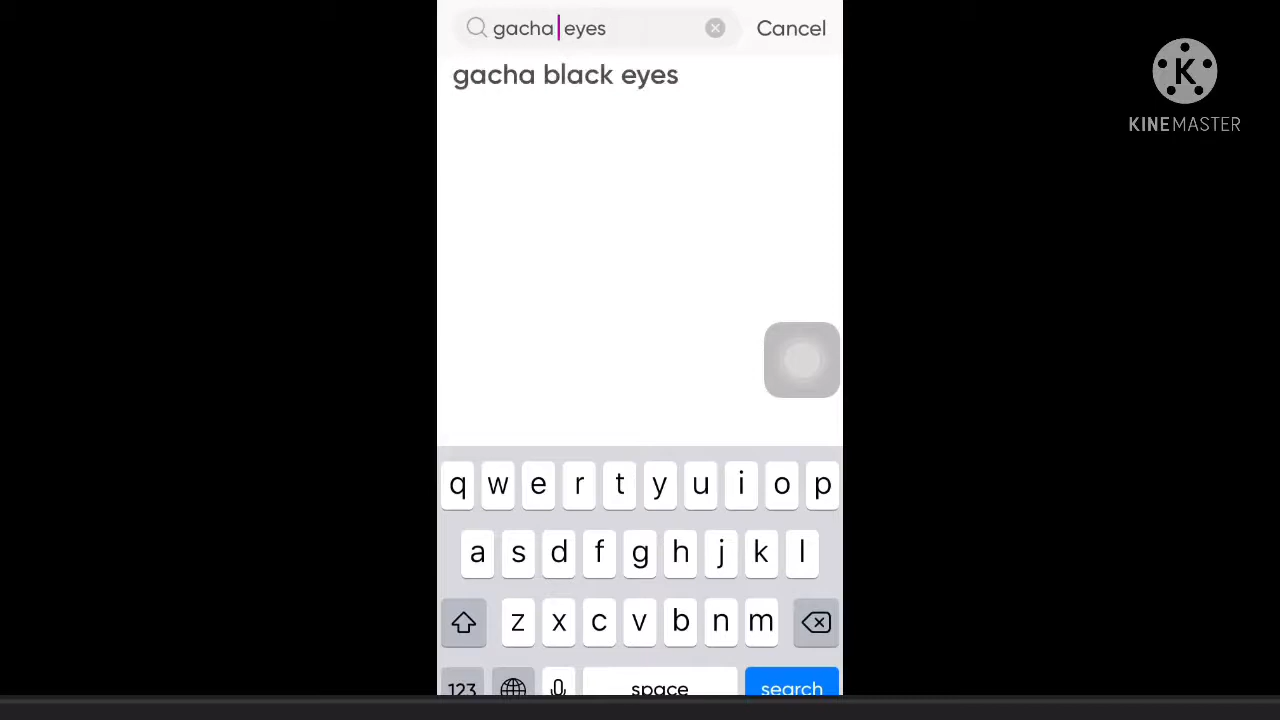 gacha eyes
Cancel
gacha black eyes
K
KINEMASTER
q w e r t y u i o p
a s d f g h j k l
z x c v b n m
123 space search